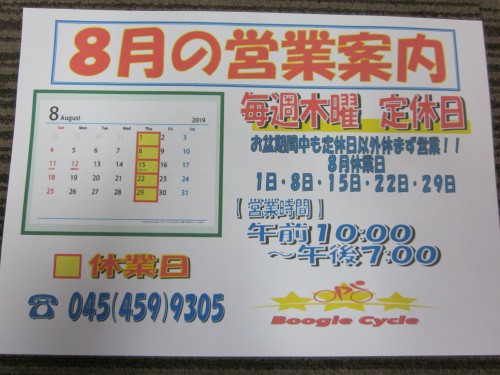 8月の営業案内
8 August 2019
Sun Mon Tue Wed Thu Fri Sat
1 2 3
4 5 6 7 8 9 10
11 12 13 14 15 16 17
18 19 20 21 22 23 24
25 26 27 28 29 30 31
休業日
☎ 045(459)9305
毎週木曜 定休日
お盆期間中も定休日以外休まず営業!!
8月休業日
1日・8日・15日・22日・29日
【 営業時間 】
午前10:00
～午後7:00
Boogie Cycle